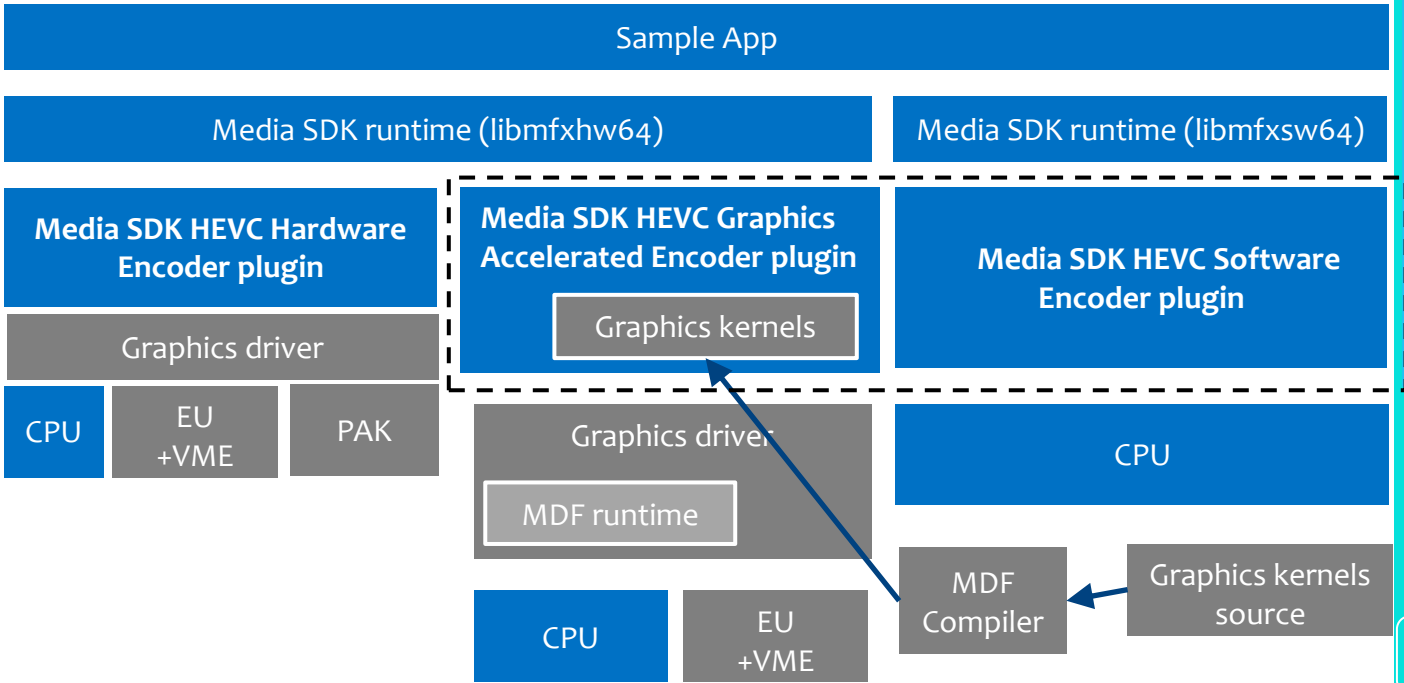 Sample App
Media SDK runtime (libmfxhw64)
Media SDK runtime (libmfxsw64)
Media SDK HEVC Hardware
Encoder plugin
Media SDK HEVC Graphics
Accelerated Encoder plugin
Graphics kernels
Media SDK HEVC Software
Encoder plugin
Graphics driver
CPU
EU
+VME
PAK
Graphics driver
MDF runtime
CPU
CPU
EU
+VME
MDF
Compiler
Graphics kernels
source